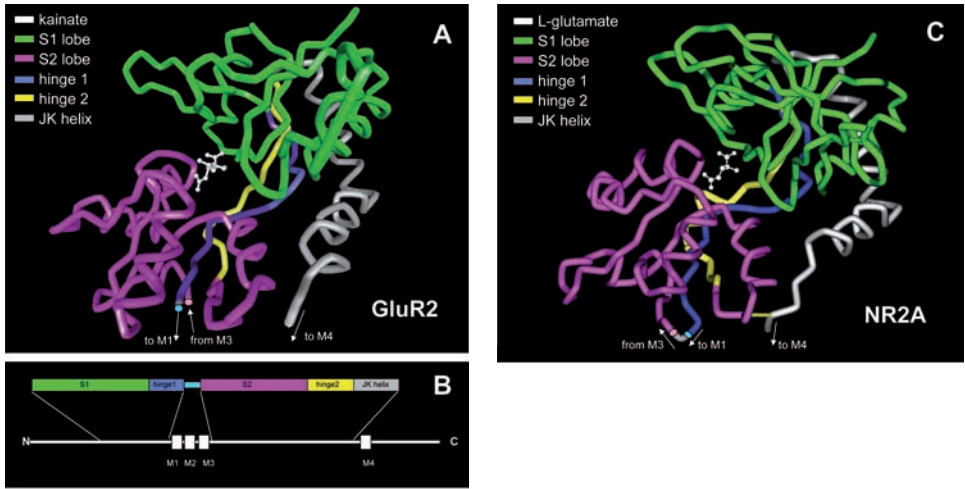 A
kainate
S1 lobe
S2 lobe
hinge 1
hinge 2
JK helix
GluR2
to M1
from M3
to M4
B
S1
hinge1
S2
hinge2
JK helix
N
C
M1
M2
M3
M4
C
L-glutamate
S1 lobe
S2 lobe
hinge 1
hinge 2
JK helix
NR2A
from M3
to M1
to M4